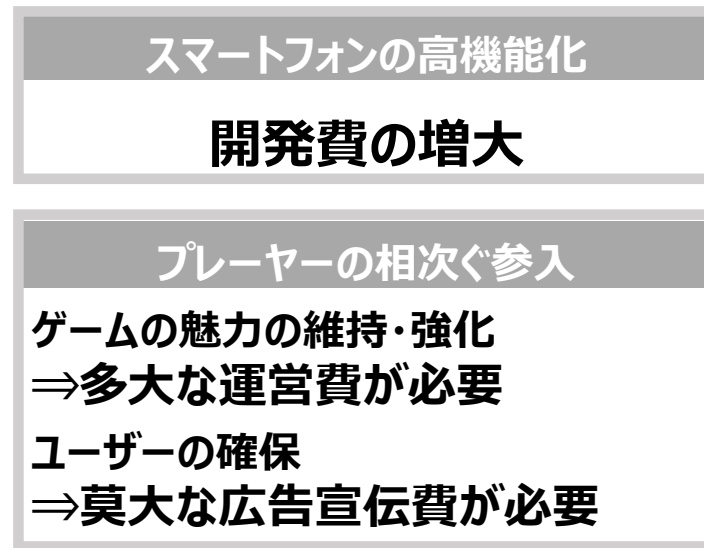 スマートフォンの高機能化
開発費の増大
プレーヤーの相次ぐ参入
ゲームの魅力の維持・強化
⇒多大な運営費が必要
ユーザーの確保
⇒莫大な広告宣伝費が必要